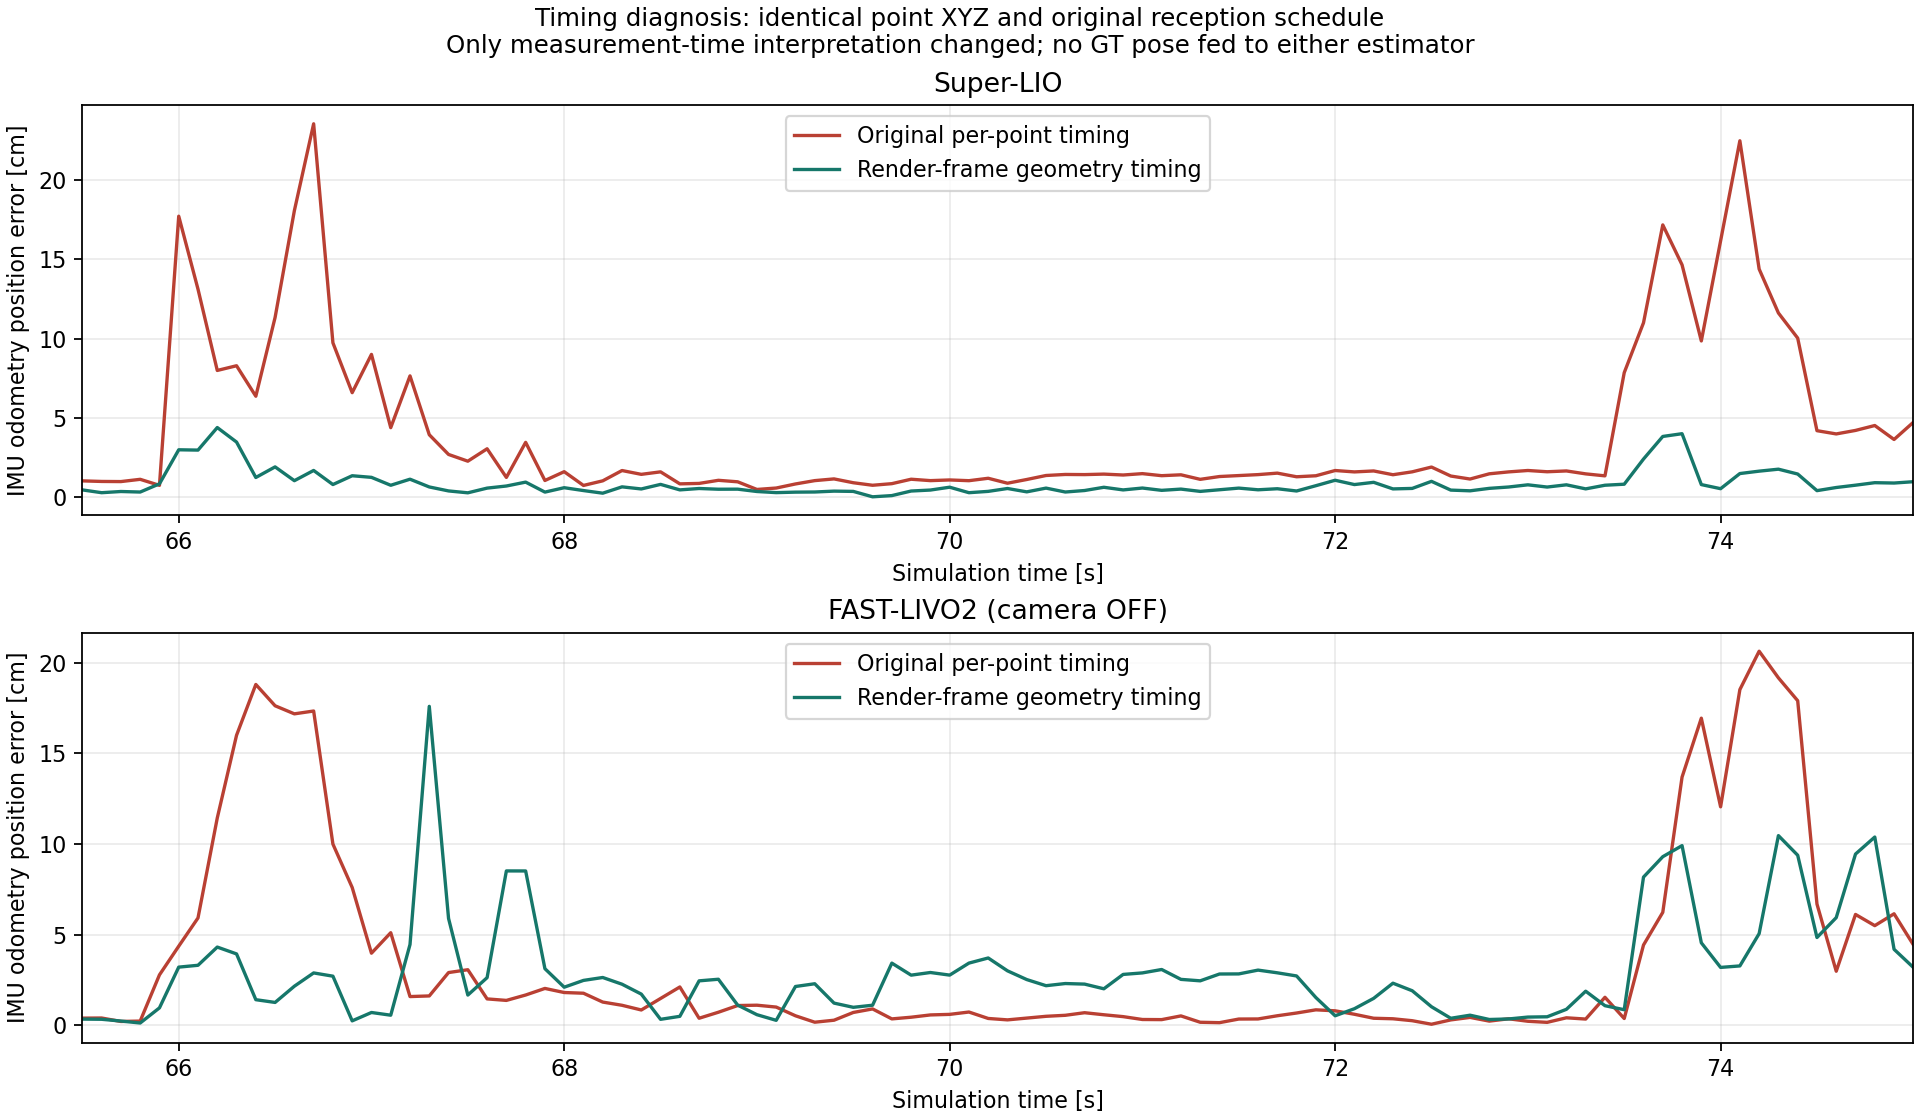 Timing diagnosis: identical point XYZ and original reception schedule
Only measurement-time interpretation changed; no GT pose fed to either estimator
Super-LIO
IMU odometry position error [cm]
Original per-point timing
Render-frame geometry timing
20
15
10
5
0
66
68
70
72
74
Simulation time [s]
FAST-LIVO2 (camera OFF)
IMU odometry position error [cm]
Original per-point timing
Render-frame geometry timing
20
15
10
5
0
66
68
70
72
74
Simulation time [s]